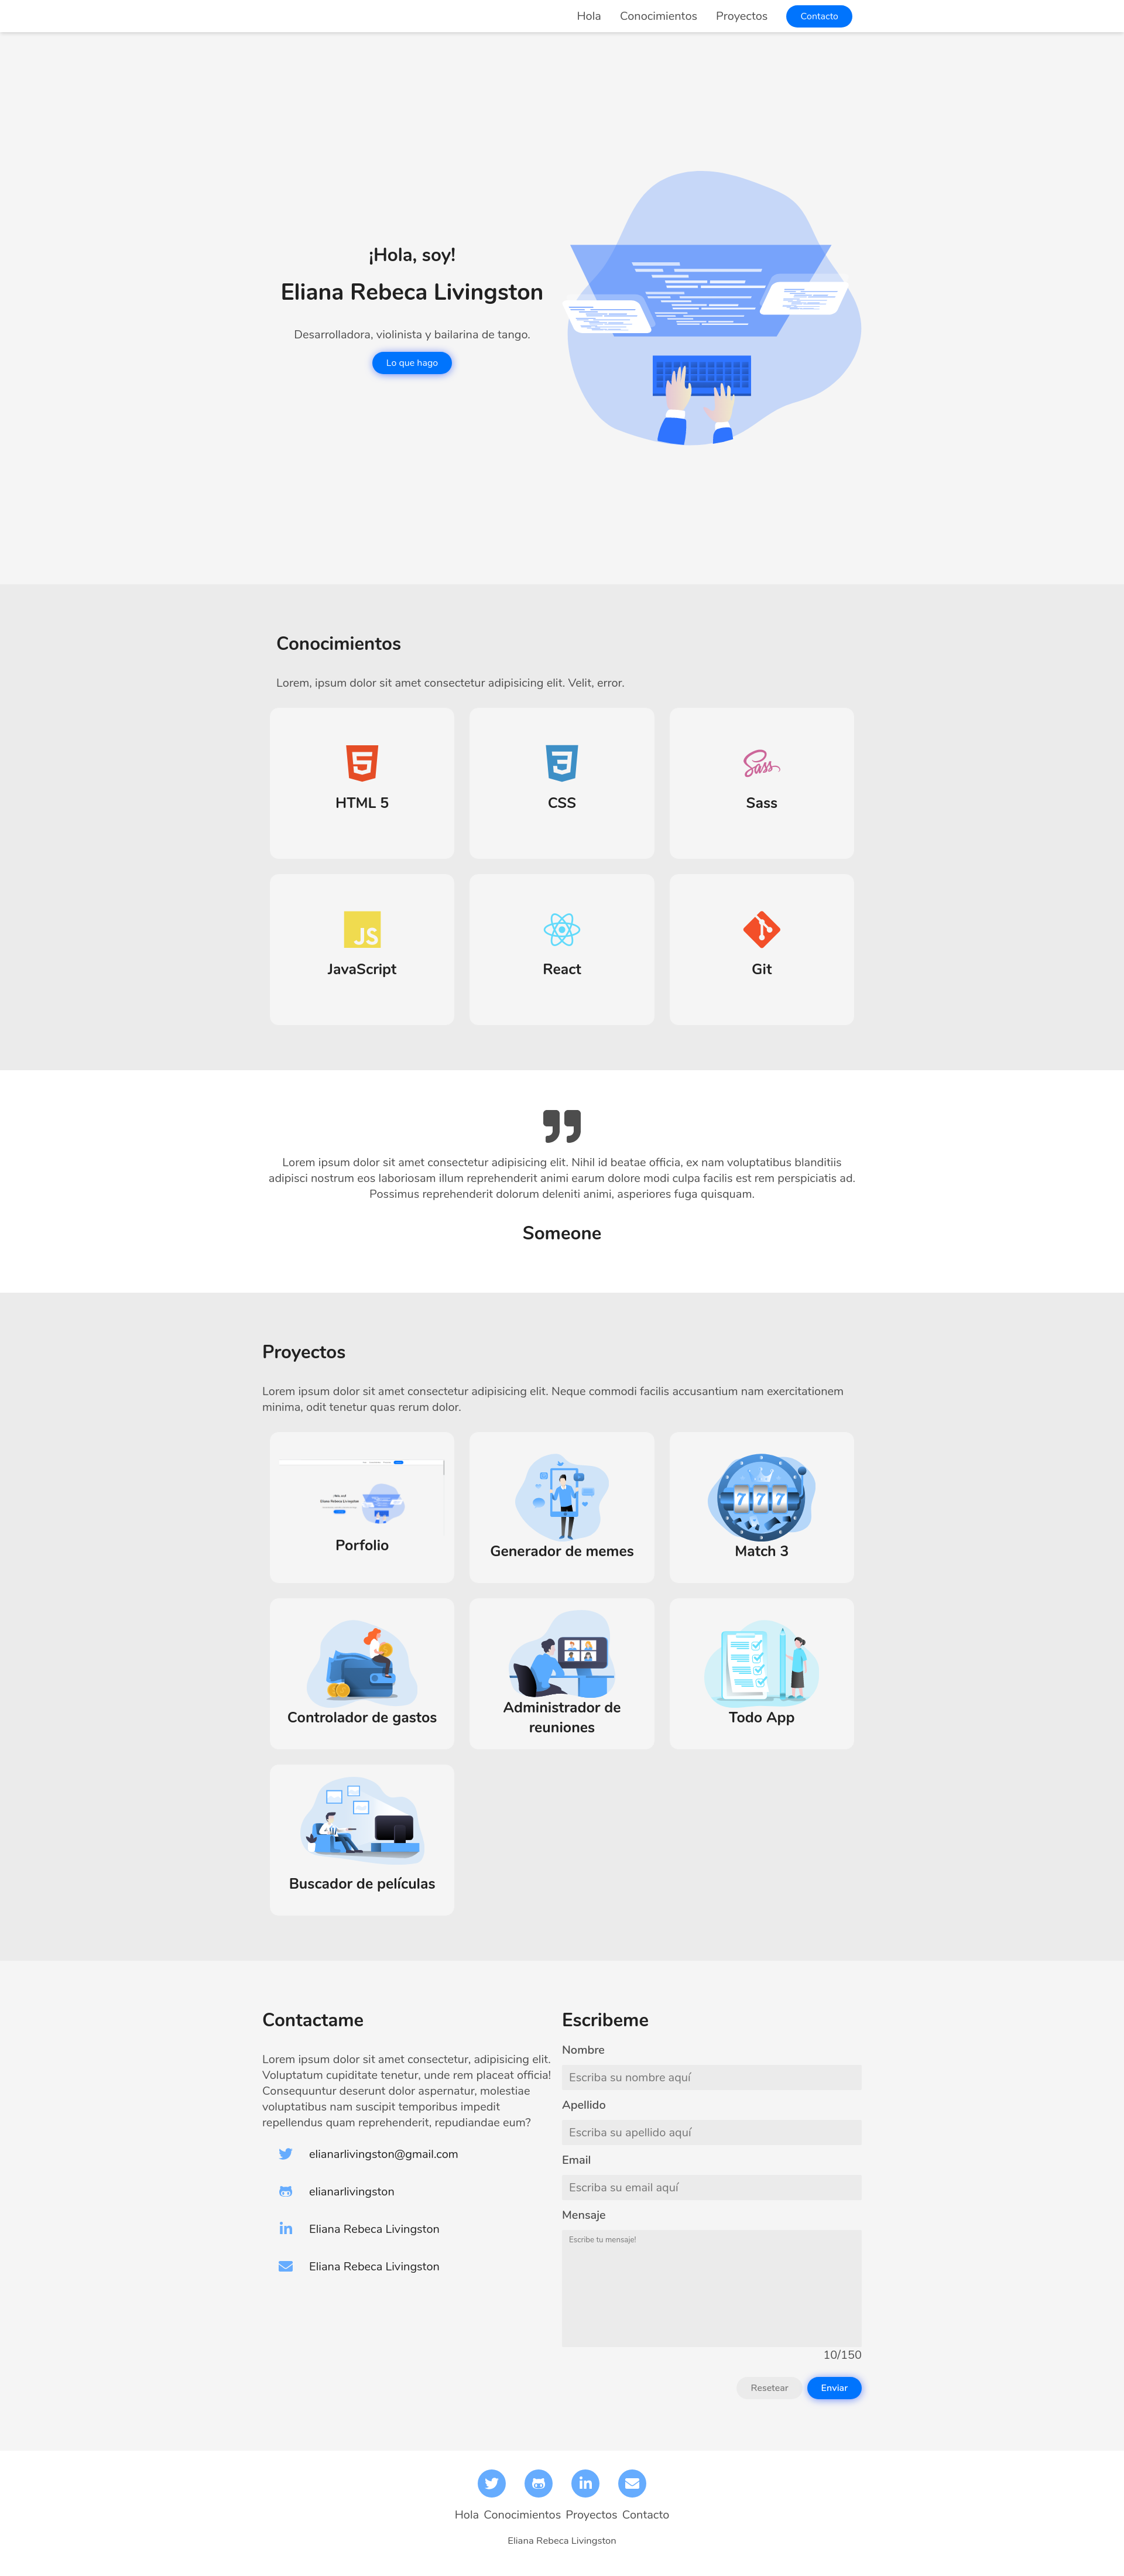 Hola Conocimientos Proyectos Contacto
¡Hola, soy!
Eliana Rebeca Livingston
Desarrolladora, violinista y bailarina de tango.
Lo que hago
Conocimientos
Lorem, ipsum dolor sit amet consectetur adipisicing elit. Velit, error.
HTML 5
CSS
Sass
Sass
JS
JavaScript
React
Git
Lorem ipsum dolor sit amet consectetur adipisicing elit. Nihil id beatae officia, ex nam voluptatibus blanditiis
adipisci nostrum eos laboriosam illum reprehenderit animi earum dolore modi culpa facilis est rem perspiciatis ad.
Possimus reprehenderit dolorum deleniti animi, asperiores fuga quisquam.
Someone
Proyectos
Lorem ipsum dolor sit amet consectetur adipisicing elit. Neque commodi facilis accusantium nam exercitationem
minima, odit tenetur quas rerum dolor.
Eliana Rebeca Livingston
Porfolio
Generador de memes
7 7 7
Match 3
Controlador de gastos
Administrador de
reuniones
Todo App
Buscador de películas
Contactame
Lorem ipsum dolor sit amet consectetur, adipisicing elit.
Voluptatum cupiditate tenetur, unde rem placeat officia!
Consequuntur deserunt dolor aspernatur, molestiae
voluptatibus nam suscipit temporibus impedit
repellendus quam reprehenderit, repudiandae eum?
elianarlivingston@gmail.com
elianarlivingston
Eliana Rebeca Livingston
Eliana Rebeca Livingston
Escribeme
Nombre
Escriba su nombre aquí
Apellido
Escriba su apellido aquí
Email
Escriba su email aquí
Mensaje
Escribe tu mensaje!
10/150
Resetear Enviar
Hola Conocimientos Proyectos Contacto
Eliana Rebeca Livingston